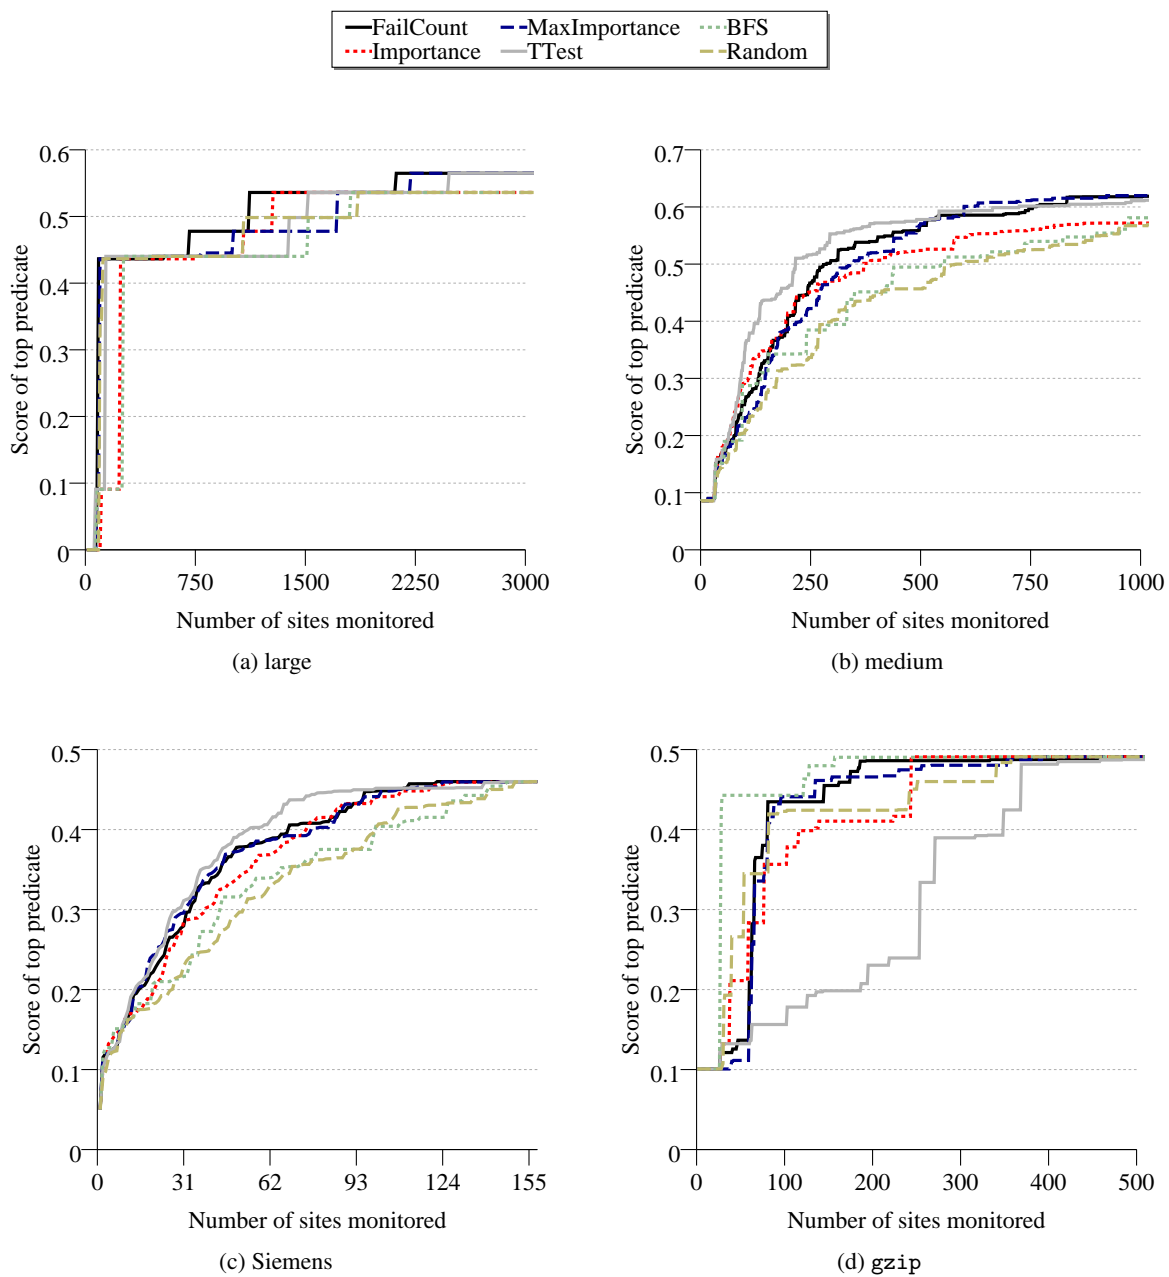 FailCount MaxImportance BFS
Importance TTest Random
0.6
0.5
0.4
0.3
0.2
0.1
0
Score of top predicate
0 750 1500 2250 3000
Number of sites monitored
(a) large
0.7
0.6
0.5
0.4
0.3
0.2
0.1
0
Score of top predicate
0 250 500 750 1000
Number of sites monitored
(b) medium
0.5
0.4
0.3
0.2
0.1
0
Score of top predicate
0 31 62 93 124 155
Number of sites monitored
(c) Siemens
0.5
0.4
0.3
0.2
0.1
0
Score of top predicate
0 100 200 300 400 500
Number of sites monitored
(d) gzip